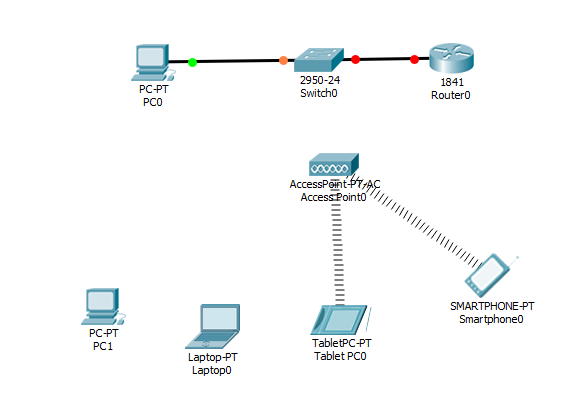 PC-PT
PC0
2950-24
Switch0
1841
Router0
AccessPoint-PT-AC
Access Point0
SMARTPHONE-PT
Smartphone0
PC-PT
PC1
Laptop-PT
Laptop0
TabletPC-PT
Tablet PC0